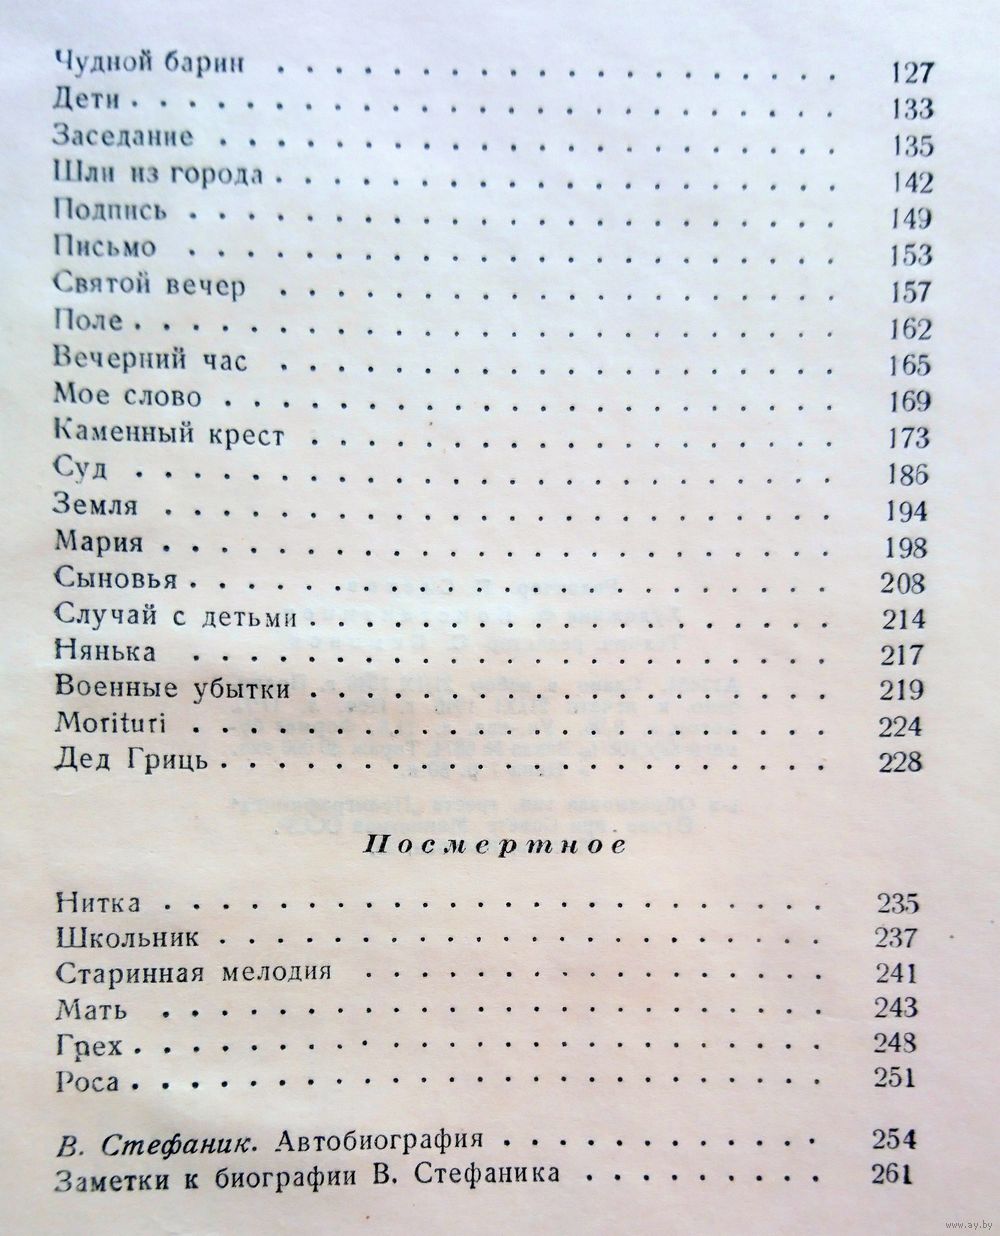 Чудной барин . . . . . . . . . . . . . . . . . . . . 127
Дети . . . . . . . . . . . . . . . . . . . . . . . . . 133
Заседание . . . . . . . . . . . . . . . . . . . . . . 135
Шли из города . . . . . . . . . . . . . . . . . . . . 142
Подпись . . . . . . . . . . . . . . . . . . . . . . . 149
Письмо . . . . . . . . . . . . . . . . . . . . . . . 153
Святой вечер . . . . . . . . . . . . . . . . . . . . 157
Поле . . . . . . . . . . . . . . . . . . . . . . . . . 162
Вечерний час . . . . . . . . . . . . . . . . . . . . 165
Мое слово . . . . . . . . . . . . . . . . . . . . . . 169
Каменный крест . . . . . . . . . . . . . . . . . . . 173
Суд . . . . . . . . . . . . . . . . . . . . . . . . . 186
Земля . . . . . . . . . . . . . . . . . . . . . . . . 194
Мария . . . . . . . . . . . . . . . . . . . . . . . . 198
Сыновья . . . . . . . . . . . . . . . . . . . . . . . 208
Случай с детьми . . . . . . . . . . . . . . . . . . 214
Нянька . . . . . . . . . . . . . . . . . . . . . . . 217
Военные убытки . . . . . . . . . . . . . . . . . . . 219
Morituri . . . . . . . . . . . . . . . . . . . . . . . 224
Дед Гриць . . . . . . . . . . . . . . . . . . . . . . 228
Посмертное
Нитка . . . . . . . . . . . . . . . . . . . . . . . . 235
Школьник . . . . . . . . . . . . . . . . . . . . . . 237
Старинная мелодия . . . . . . . . . . . . . . . . . 241
Мать . . . . . . . . . . . . . . . . . . . . . . . . 243
Грех . . . . . . . . . . . . . . . . . . . . . . . . . 248
Роса . . . . . . . . . . . . . . . . . . . . . . . . . 251
В. Стефаник. Автобиография . . . . . . . . . . . . 254
Заметки к биографии В. Стефаника . . . . . . . . . 261
www.ay.by